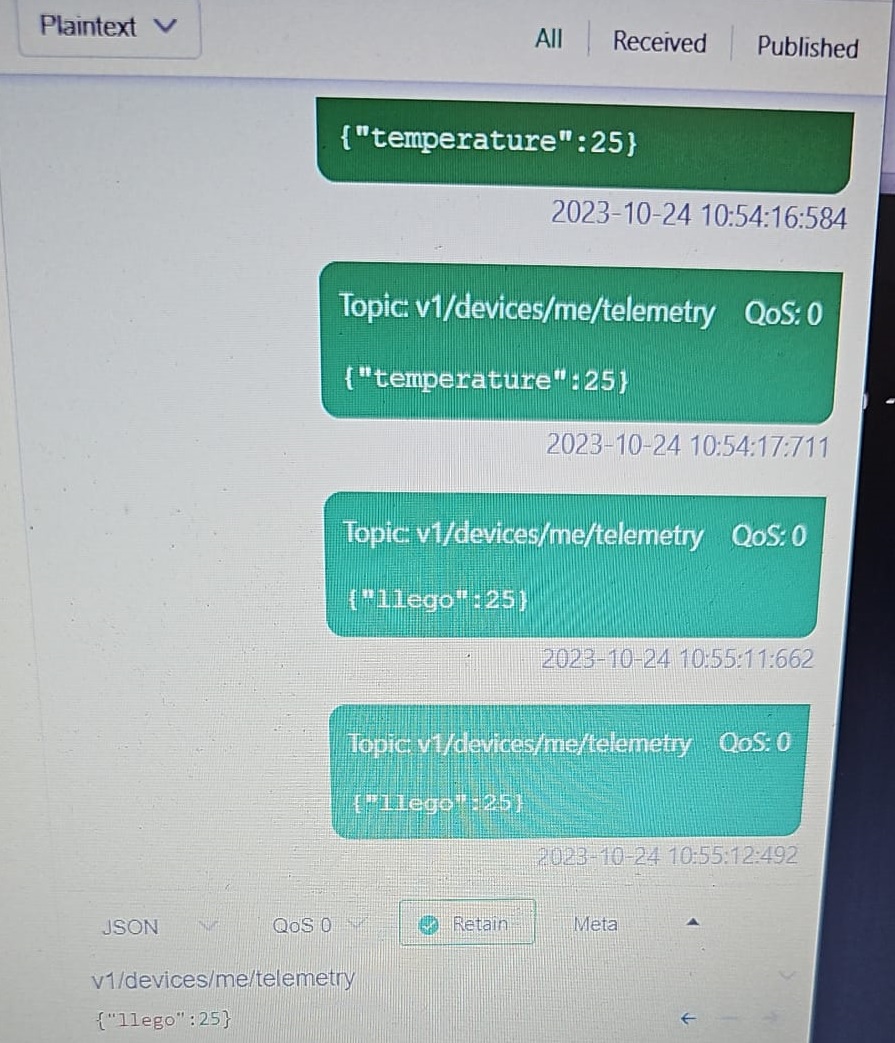 Plaintext
All Received Published
{"temperature":25}
2023-10-24 10:54:16:584
Topic: v1/devices/me/telemetry QoS: 0
{"temperature":25}
2023-10-24 10:54:17:711
Topic: v1/devices/me/telemetry QoS: 0
{"llego":25}
2023-10-24 10:55:11:662
Topic: v1/devices/me/telemetry QoS: 0
{"llego":25}
2023-10-24 10:55:12:492
JSON QoS 0 Retain Meta
v1/devices/me/telemetry
{"llego":25}